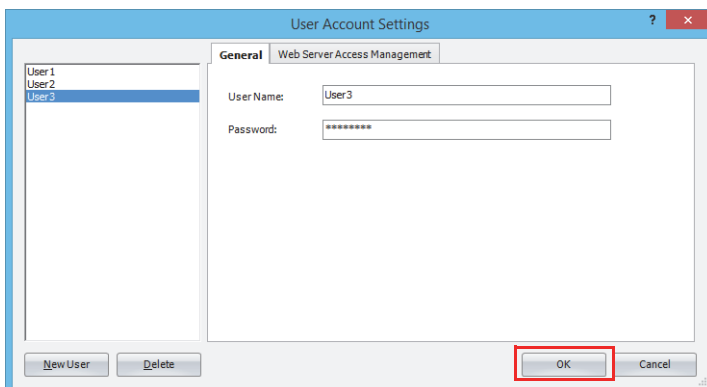 User Account Settings
?
General
Web Server Access Management
User1
User2
User3
User Name:
User3
Password:
********
New User
Delete
OK
Cancel